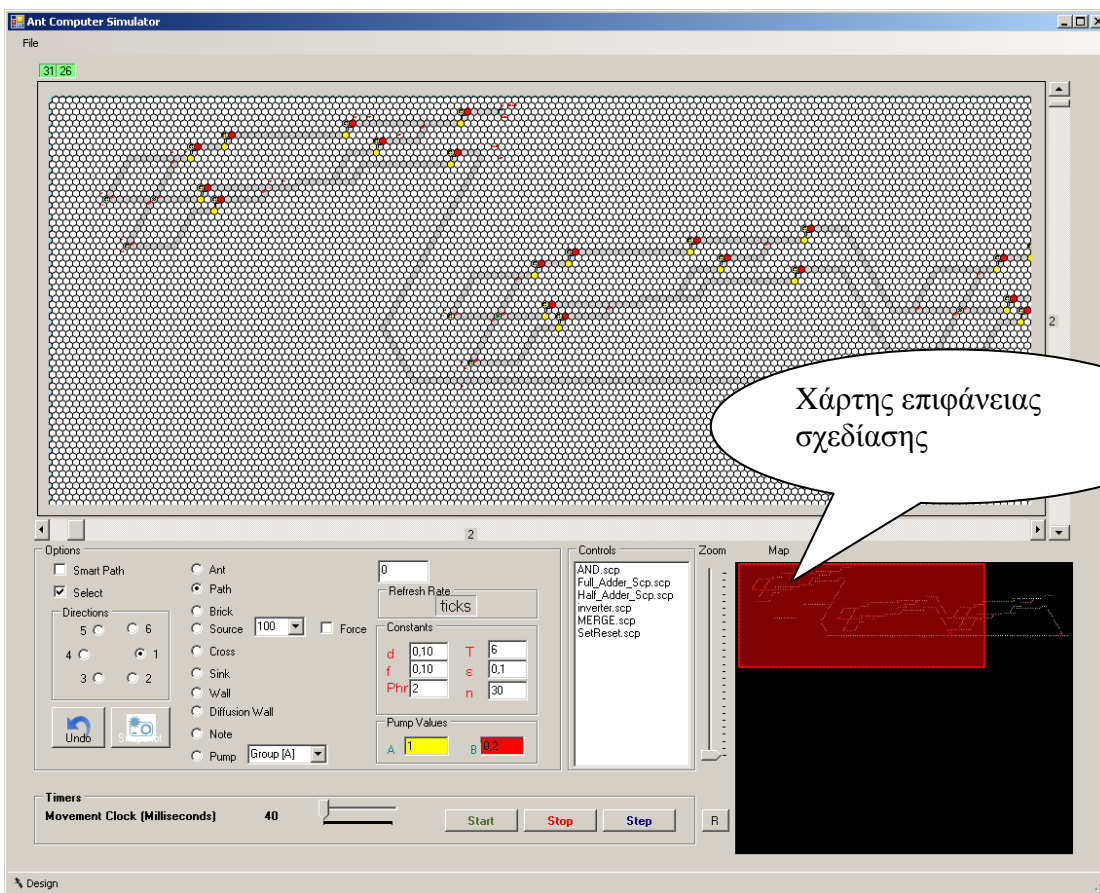 Ant Computer Simulator
File
31 26
2
Χάρτης επιφάνειας
σχεδίασης
2
Options
Smart Path
Select
Directions
5 6
4 1
3 2
Undo
Ant
Path
Brick
Source 100 Force
Cross
Sink
Wall
Diffusion Wall
Note
Pump Group [A]
0
Refresh Rate
ticks
Constants
d 0,10 T 6
f 0,10 ε 0,1
Phr 2 n 30
Pump Values
A 1 B 0,2
Controls
AND.scp
Full_Adder_Scp.scp
Half_Adder_Scp.scp
inverter.scp
MERGE.scp
SetReset.scp
Zoom Map
Timers
Movement Clock (Milliseconds) 40
Start Stop Step R
Design